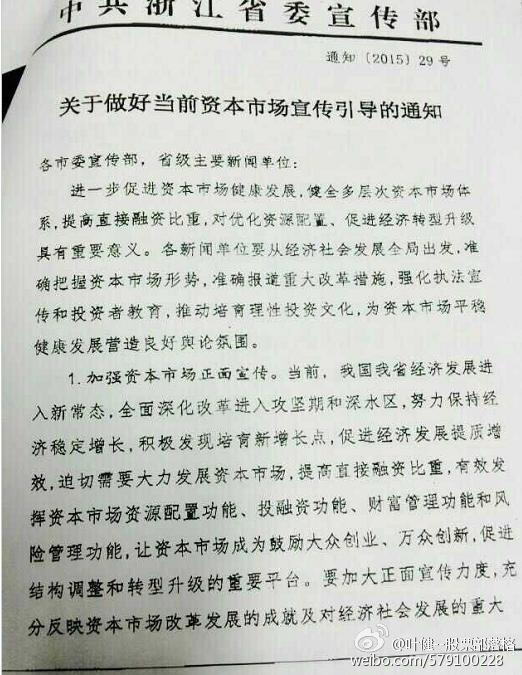 中共浙江省委宣传部
通知〔2015〕29号
关于做好当前资本市场宣传引导的通知
各市委宣传部，省级主要新闻单位：
进一步促进资本市场健康发展，健全多层次资本市场体
系，提高直接融资比重，对优化资源配置、促进经济转型升级
具有重要意义。各新闻单位要从经济社会发展全局出发，准
确把握资本市场形势，准确报道重大改革措施，强化执法宣
传和投资者教育，推动培育理性投资文化，为资本市场平稳
健康发展营造良好舆论氛围。
1. 加强资本市场正面宣传。当前，我国我省经济发展进
入新常态，全面深化改革进入攻坚期和深水区，努力保持经
济稳定增长，积极发现培育新增长点，促进经济发展提质增
效，迫切需要大力发展资本市场，提高直接融资比重，有效发
挥资本市场资源配置功能、投融资功能、财富管理功能和风
险管理功能，让资本市场成为鼓励大众创业、万众创新，促进
结构调整和转型升级的重要平台。要加大正面宣传力度，充
分反映资本市场改革发展的成就及对经济社会发展的重大
@叶健·股票部落格
weibo.com/579100228